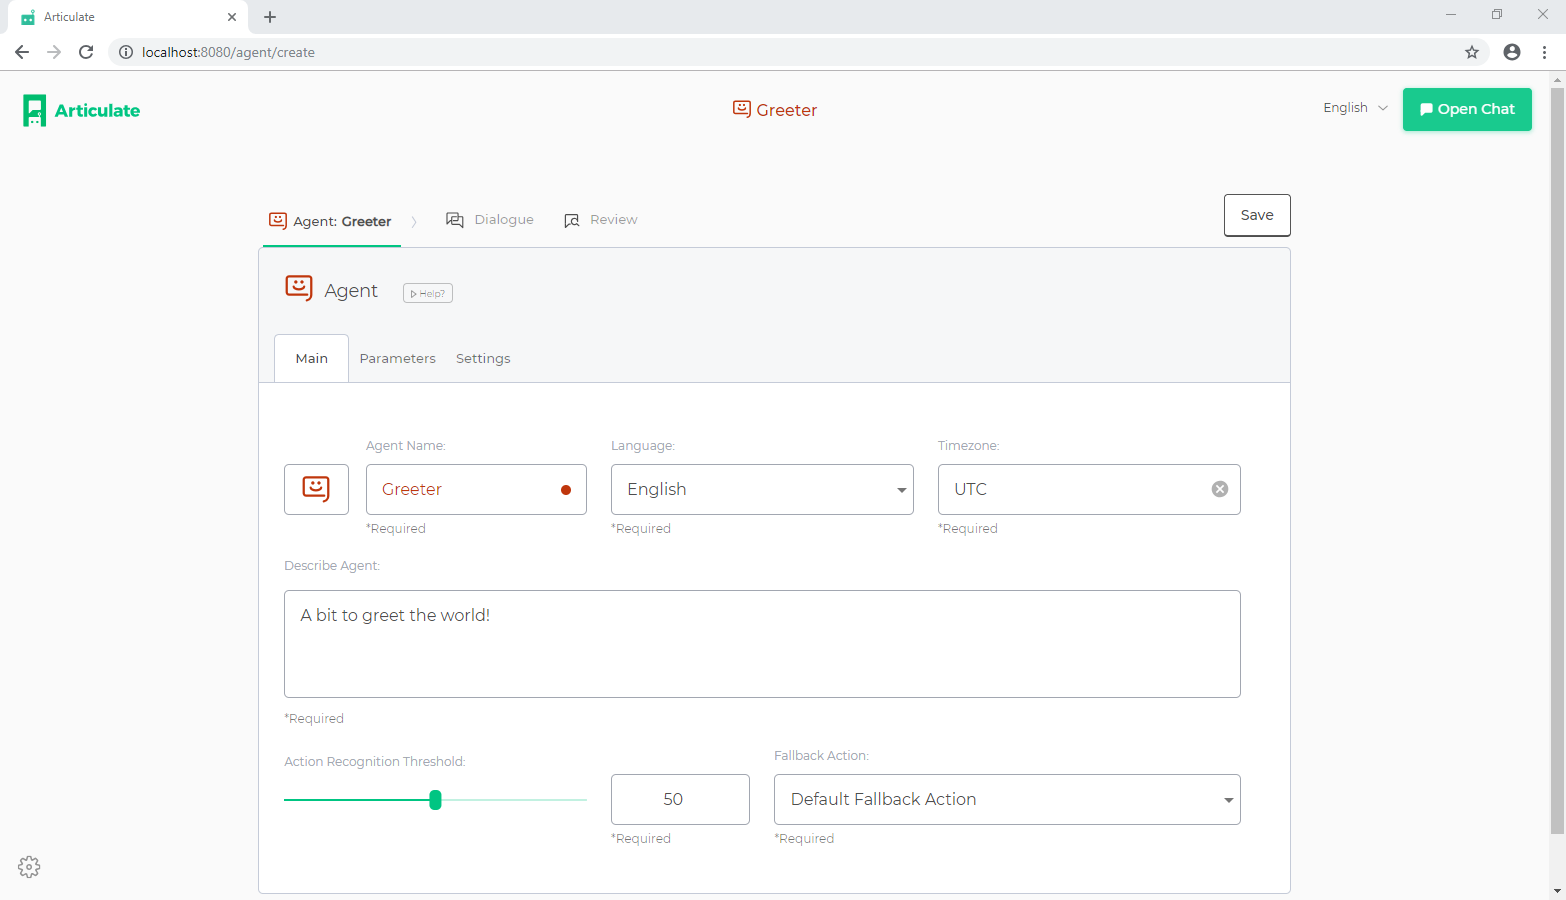 Articulate
localhost:8080/agent/create
Articulate
Greeter
English
Open Chat
Agent: Greeter
Dialogue
Review
Save
Agent
Help?
Main
Parameters
Settings
Agent Name:
Language:
Timezone:
Greeter
English
UTC
*Required
*Required
*Required
Describe Agent:
A bit to greet the world!
*Required
Action Recognition Threshold:
Fallback Action:
50
Default Fallback Action
*Required
*Required